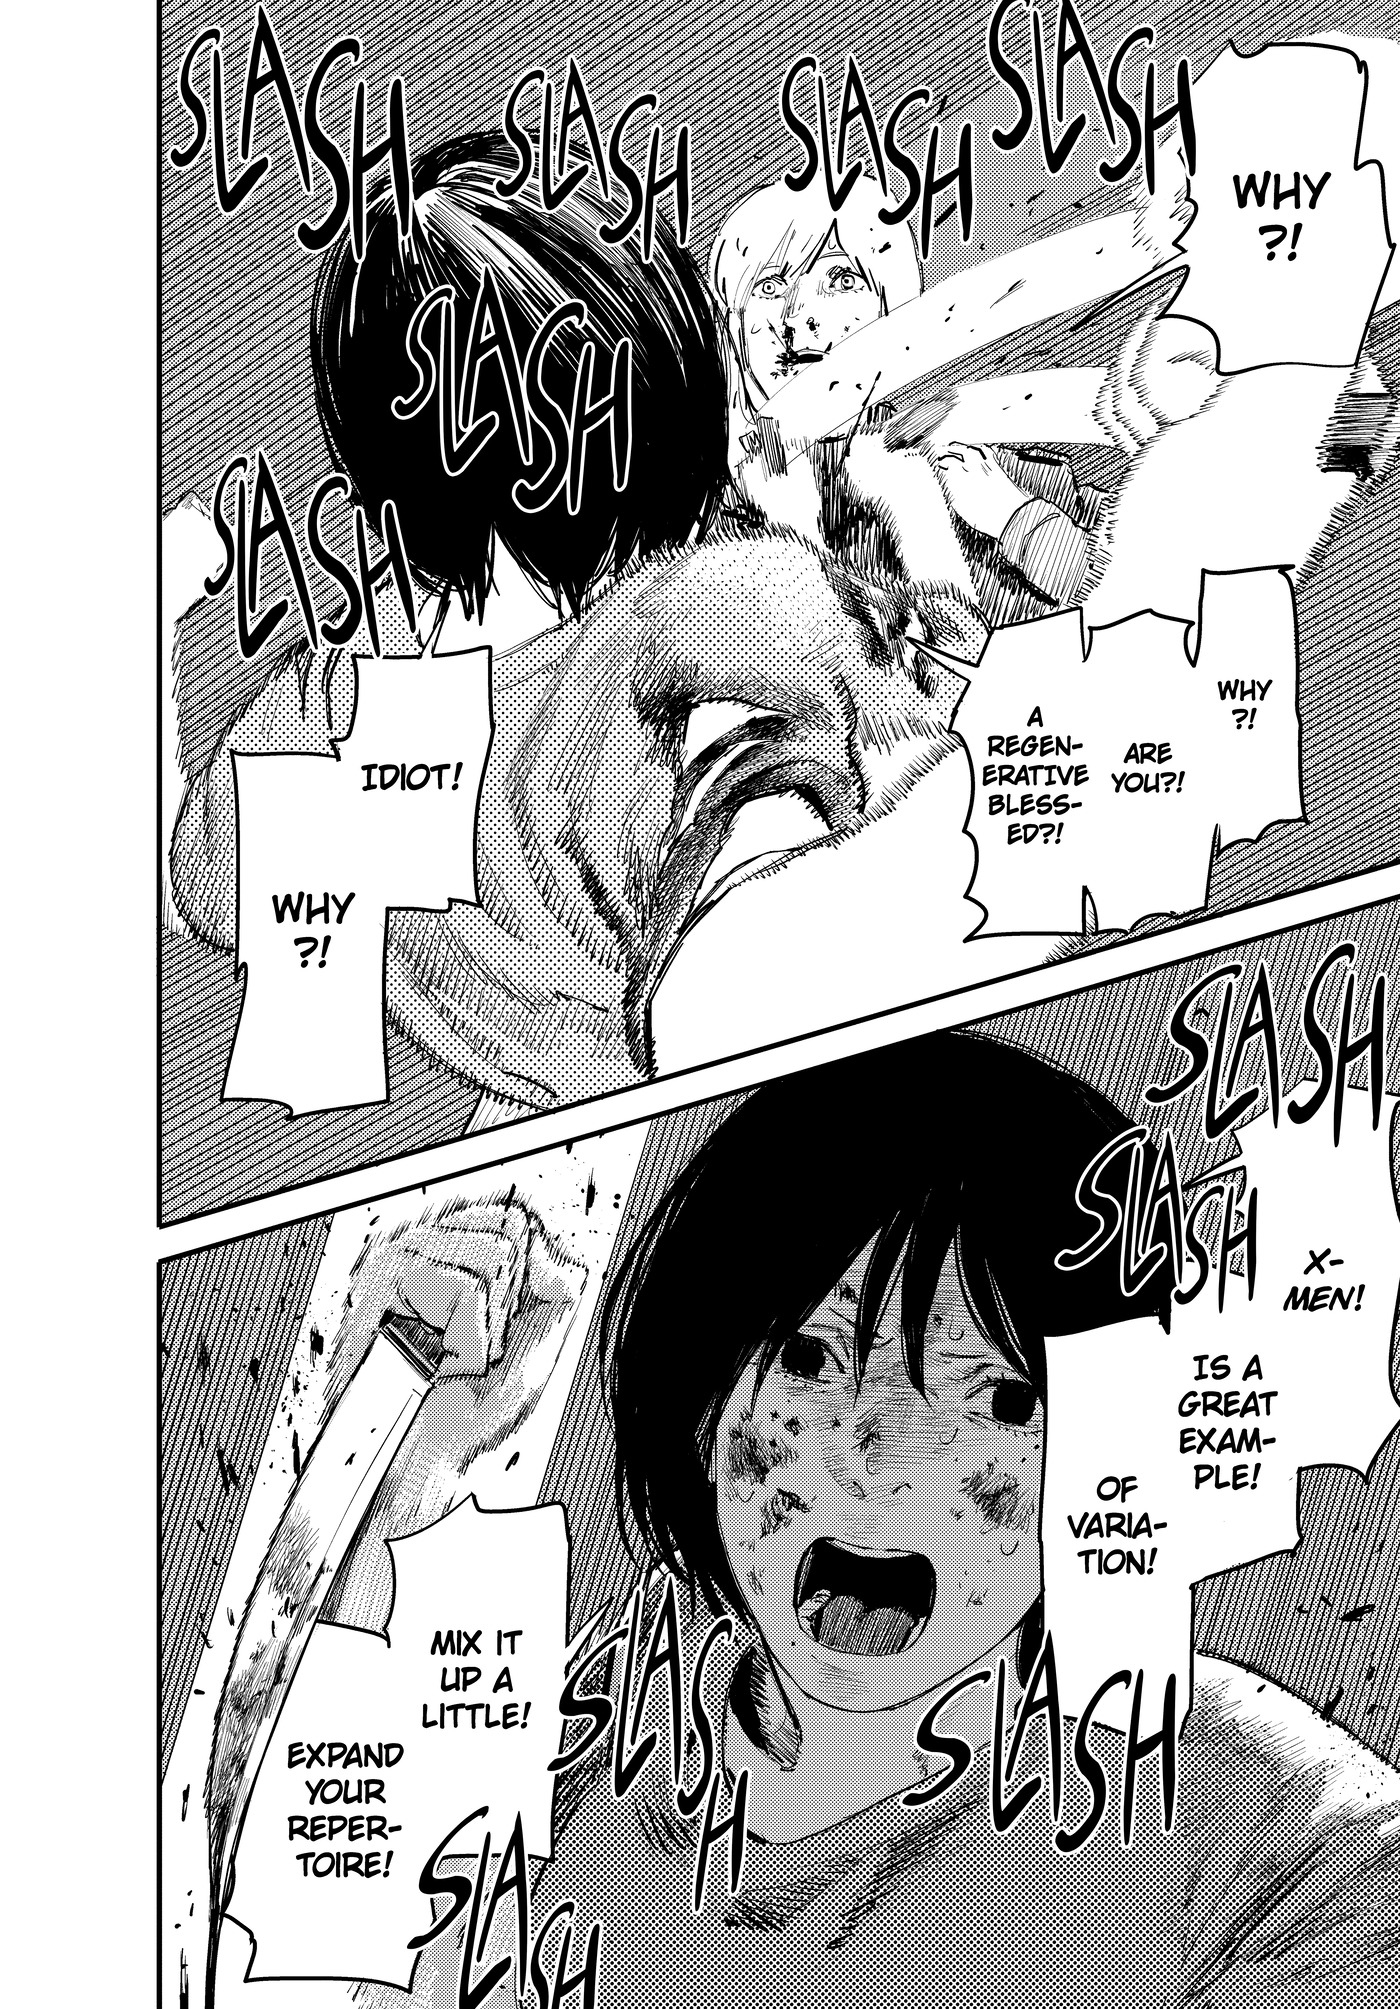 SLASH
SLASH
SLASH
SLASH
WHY
?!
SLASH
SLASH
WHY
?!
ARE
YOU?!
A
REGEN-
ERATIVE
BLESS-
ED?!
IDIOT!
WHY
?!
SLASH
SLASH
X-
MEN!
IS A
GREAT
EXAM-
PLE!
OF
VARIA-
TION!
SLASH
SLASH
MIX IT
UP A
LITTLE!
EXPAND
YOUR
REPER-
TOIRE!
SLASH